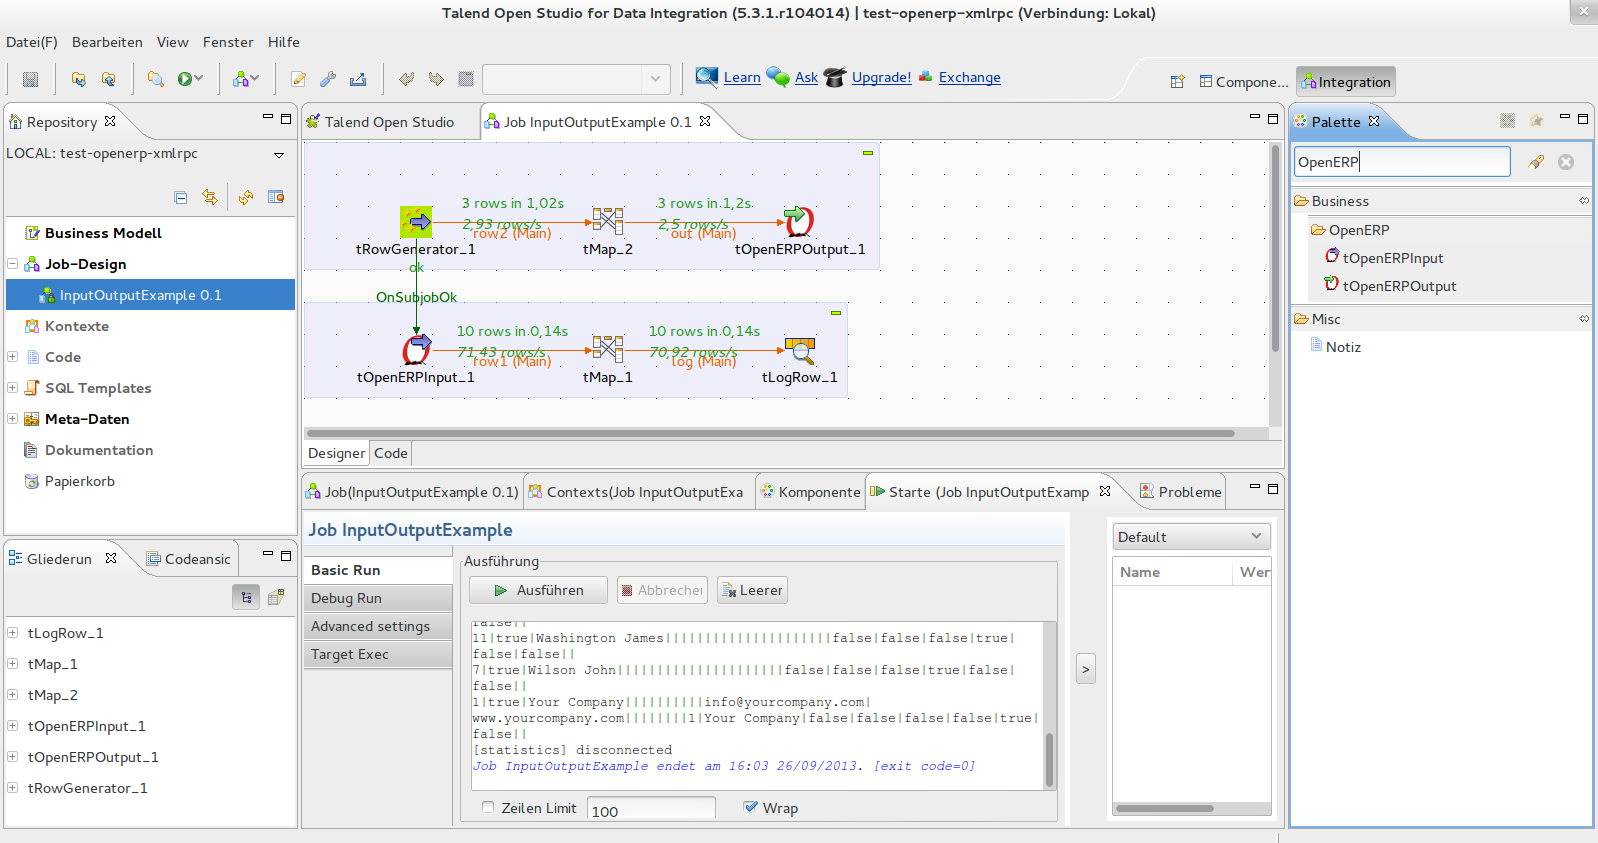 Talend Open Studio for Data Integration (5.3.1.r104014) | test-openerp-xmlrpc (Verbindung: Lokal)
Datei(F) Bearbeiten View Fenster Hilfe
Learn Ask Upgrade! Exchange
Compone... Integration
Repository
LOCAL: test-openerp-xmlrpc
Business Modell
Job-Design
InputOutputExample 0.1
Kontexte
Code
SQL Templates
Meta-Daten
Dokumentation
Papierkorb
Gliederun Codeansic
tLogRow_1
tMap_1
tMap_2
tOpenERPInput_1
tOpenERPOutput_1
tRowGenerator_1
Talend Open Studio Job InputOutputExample 0.1
3 rows in 1,02s 3 rows in 1,2s
2,93 rows/s 2,5 rows/s
row2 (Main) out (Main)
tRowGenerator_1 tMap_2 tOpenERPOutput_1
ok
OnSubjobOk
10 rows in 0,14s 10 rows in 0,14s
71,43 rows/s 70,92 rows/s
row1 (Main) log (Main)
tOpenERPInput_1 tMap_1 tLogRow_1
Designer Code
Job(InputOutputExample 0.1) Contexts(Job InputOutputExa Komponente Starte (Job InputOutputExamp Probleme
Job InputOutputExample
Basic Run
Debug Run
Advanced settings
Target Exec
Ausführung
Ausführen Abbrecher Leerer
false||
11|true|Washington James|||||||||||||||||||||false|false|false|true|
false|false||
7|true|Wilson John|||||||||||||||||||||false|false|false|true|false|
false||
1|true|Your Company||||||||||info@yourcompany.com|
www.yourcompany.com||||||||1|Your Company|false|false|false|false|true|
false||
[statistics] disconnected
Job InputOutputExample endet am 16:03 26/09/2013. [exit code=0]
Zeilen Limit 100 Wrap
>
Default
Name Wer
Palette
OpenERP
Business
OpenERP
tOpenERPInput
tOpenERPOutput
Misc
Notiz